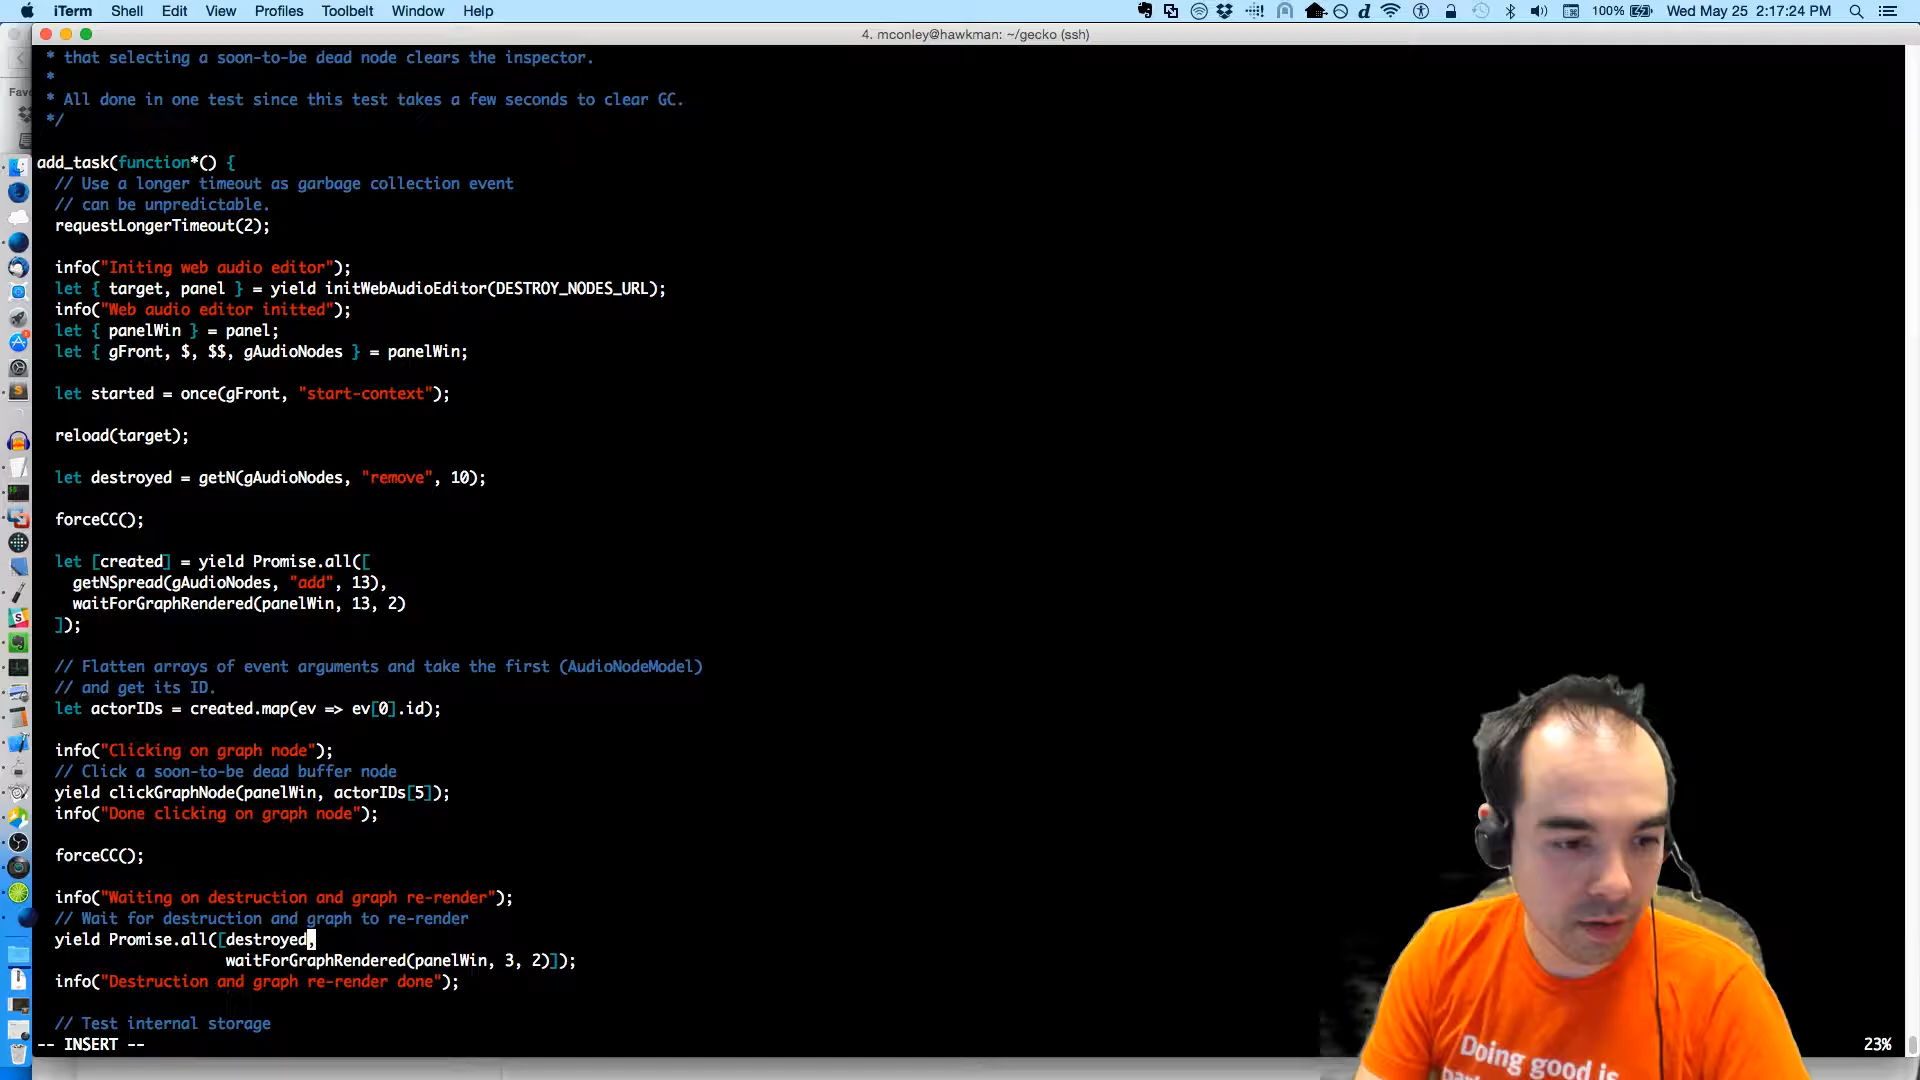 iTerm Shell Edit View Profiles Toolbelt Window Help
100% Wed May 25 2:17:24 PM
4. mconley@hawkman: ~/gecko (ssh)
Fav
* that selecting a soon-to-be dead node clears the inspector.
*
* All done in one test since this test takes a few seconds to clear GC.
*/
add_task(function*() {
// Use a longer timeout as garbage collection event
// can be unpredictable.
requestLongerTimeout(2);
info("Initing web audio editor");
let { target, panel } = yield initWebAudioEditor(DESTROY_NODES_URL);
info("Web audio editor initted");
let { panelWin } = panel;
let { gFront, $, $$, gAudioNodes } = panelWin;
let started = once(gFront, "start-context");
reload(target);
let destroyed = getN(gAudioNodes, "remove", 10);
forceCC();
let [created] = yield Promise.all([
getNSpread(gAudioNodes, "add", 13),
waitForGraphRendered(panelWin, 13, 2)
]);
// Flatten arrays of event arguments and take the first (AudioNodeModel)
// and get its ID.
let actorIDs = created.map(ev => ev[0].id);
info("Clicking on graph node");
// Click a soon-to-be dead buffer node
yield clickGraphNode(panelWin, actorIDs[5]);
info("Done clicking on graph node");
forceCC();
info("Waiting on destruction and graph re-render");
// Wait for destruction and graph to re-render
yield Promise.all([destroyed,
waitForGraphRendered(panelWin, 3, 2)]);
info("Destruction and graph re-render done");
// Test internal storage
-- INSERT -- 23%
Doing good is